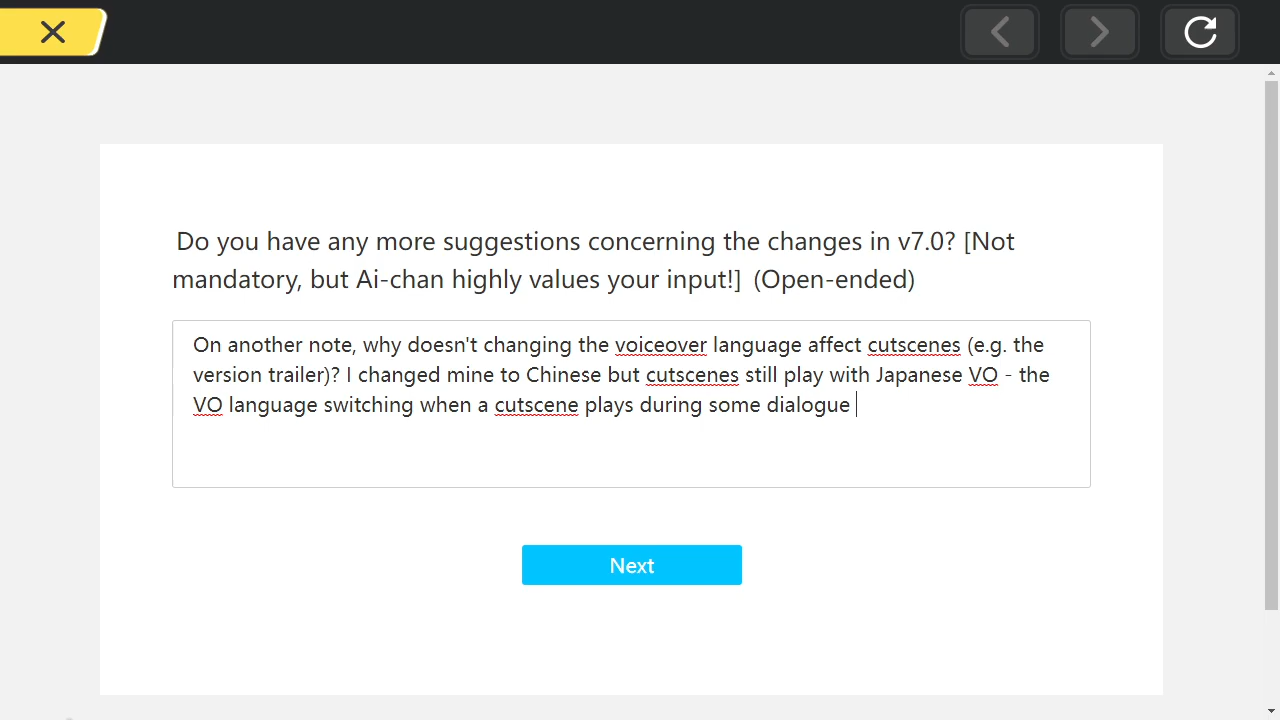 Do you have any more suggestions concerning the changes in v7.0? [Not
mandatory, but Ai-chan highly values your input!] (Open-ended)
On another note, why doesn't changing the voiceover language affect cutscenes (e.g. the
version trailer)? I changed mine to Chinese but cutscenes still play with Japanese VO - the
VO language switching when a cutscene plays during some dialogue
Next